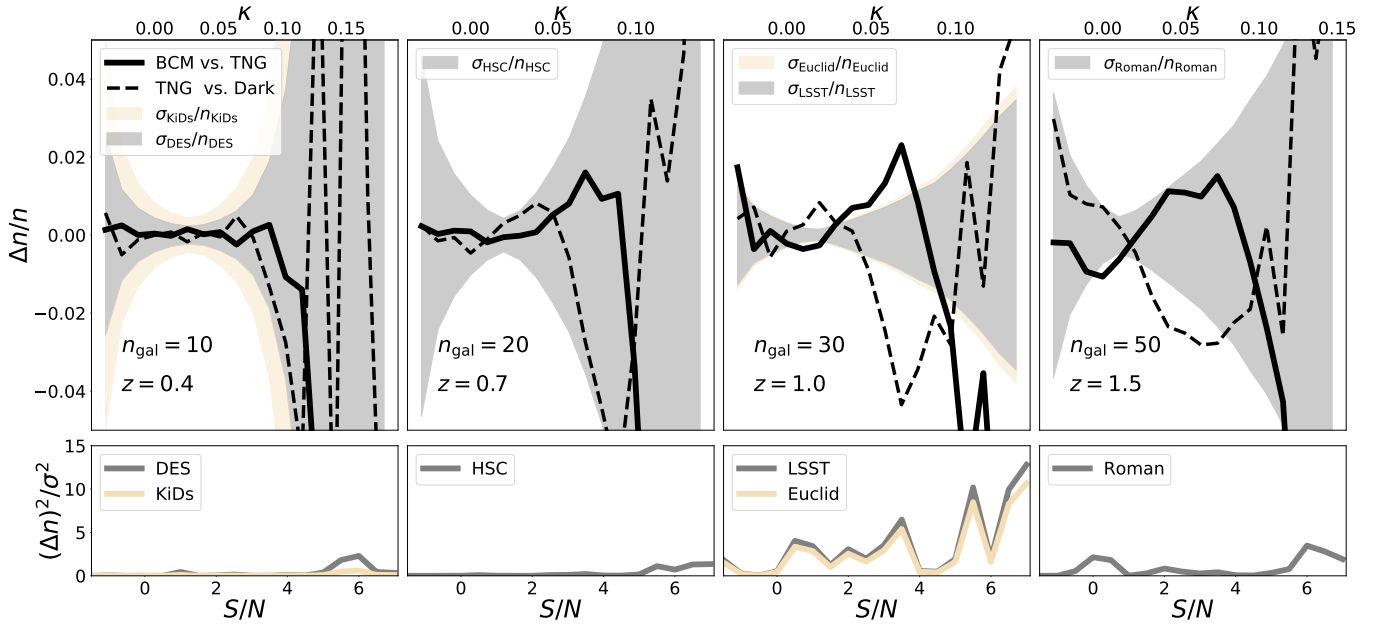 κ κ κ κ
0.00 0.05 0.10 0.15 0.00 0.05 0.10 0.00 0.05 0.10 0.00 0.05 0.10 0.15
BCM vs. TNG
TNG vs. Dark
σKiDs/nKiDs
σDES/nDES
σHSC/nHSC
σEuclid/nEuclid
σLSST/nLSST
σRoman/nRoman
0.04
0.02
0.00
−0.02
−0.04
Δn/n
ngal = 10
z = 0.4
ngal = 20
z = 0.7
ngal = 30
z = 1.0
ngal = 50
z = 1.5
15
10
5
0
(Δn)²/σ²
DES
KiDs
HSC
LSST
Euclid
Roman
0 2 4 6 0 2 4 6 0 2 4 6 0 2 4 6
S/N S/N S/N S/N